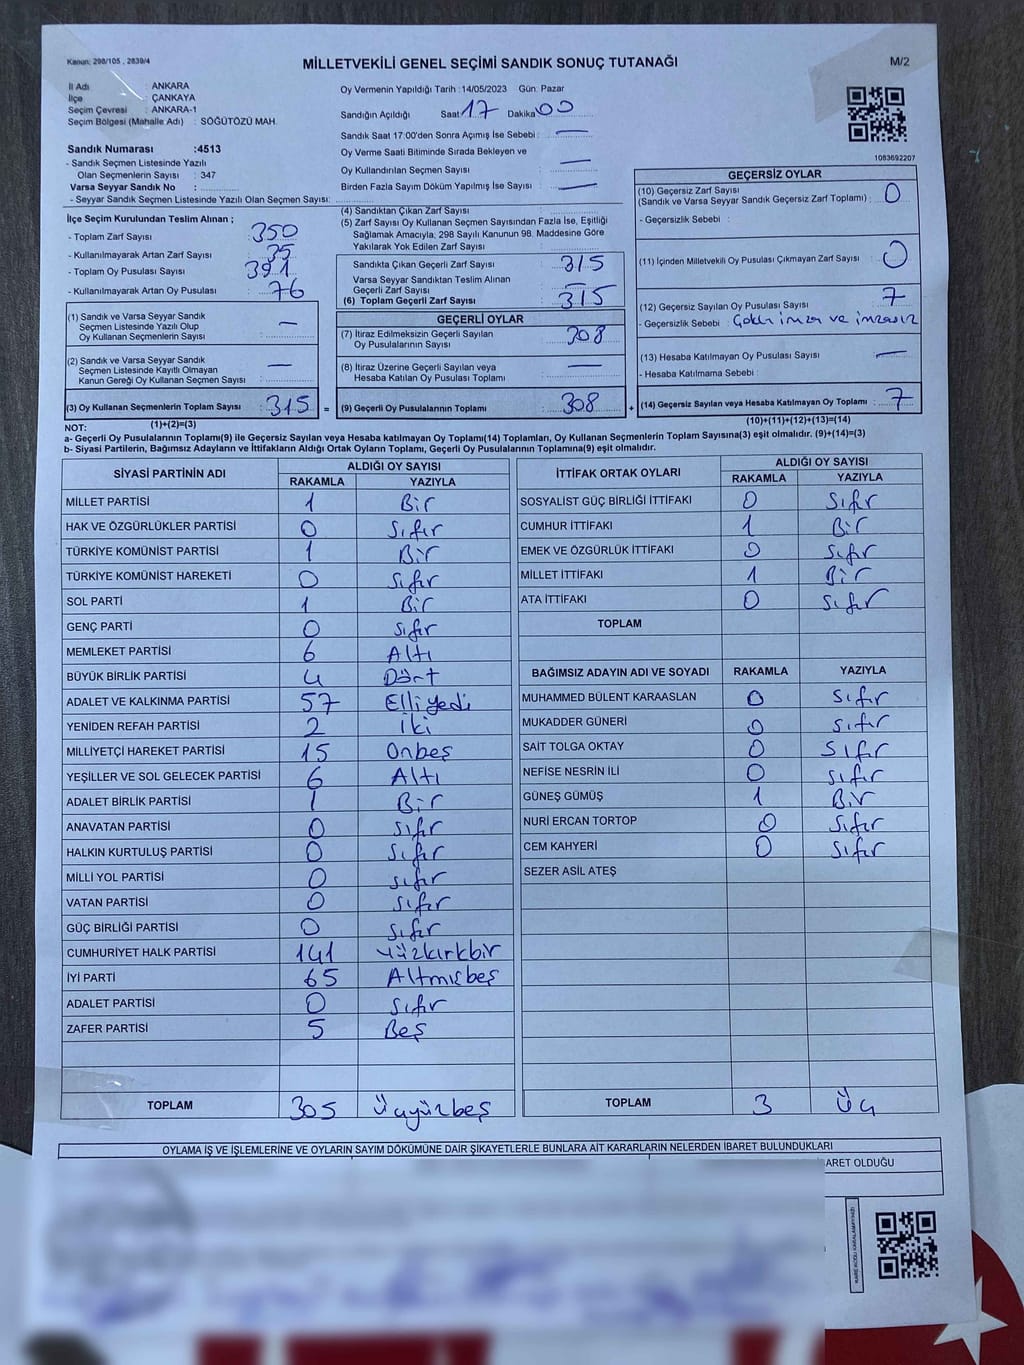 Kanun: 298/105 , 2839/4
MİLLETVEKİLİ GENEL SEÇİMİ SANDIK SONUÇ TUTANAĞI
M/2
İl Adı : ANKARA
İlçe : ÇANKAYA
Seçim Çevresi : ANKARA-1
Seçim Bölgesi (Mahalle Adı) : SÖĞÜTÖZÜ MAH.
Sandık Numarası :4513
- Sandık Seçmen Listesinde Yazılı
Olan Seçmenlerin Sayısı : 347
Varsa Seyyar Sandık No :
- Seyyar Sandık Seçmen Listesinde Yazılı Olan Seçmen Sayısı:
Oy Vermenin Yapıldığı Tarih :14/05/2023 Gün: Pazar
Sandığın Açıldığı Saat 17 Dakika 00
Sandık Saat 17:00'den Sonra Açımış İse Sebebi : —
Oy Verme Saati Bitiminde Sırada Bekleyen ve
Oy Kullandırılan Seçmen Sayısı —
Birden Fazla Sayım Döküm Yapılmış İse Sayısı : —
1083692207
İlçe Seçim Kurulundan Teslim Alınan ;
- Toplam Zarf Sayısı : 350
- Kullanılmayarak Artan Zarf Sayısı : 35
- Toplam Oy Pusulası Sayısı : 391
- Kullanılmayarak Artan Oy Pusulası : 76
(1) Sandık ve Varsa Seyyar Sandık
Seçmen Listesinde Yazılı Olup
Oy Kullanan Seçmenlerin Sayısı : —
(2) Sandık ve Varsa Seyyar Sandık
Seçmen Listesinde Kayıtlı Olmayan
Kanun Gereği Oy Kullanan Seçmen Sayısı : —
(3) Oy Kullanan Seçmenlerin Toplam Sayısı : 315 =
(1)+(2)=(3)
(4) Sandıktan Çıkan Zarf Sayısı :
(5) Zarf Sayısı Oy Kullanan Seçmen Sayısından Fazla İse, Eşitliği
Sağlamak Amacıyla; 298 Sayılı Kanunun 98. Maddesine Göre
Yakılarak Yok Edilen Zarf Sayısı :
Sandıkta Çıkan Geçerli Zarf Sayısı : 315
Varsa Seyyar Sandıktan Teslim Alınan
Geçerli Zarf Sayısı : —
(6) Toplam Geçerli Zarf Sayısı : 315
GEÇERLİ OYLAR
(7) İtiraz Edilmeksizin Geçerli Sayılan
Oy Pusulalarının Sayısı : 308
(8) İtiraz Üzerine Geçerli Sayılan veya
Hesaba Katılan Oy Pusulası Toplamı : —
(9) Geçerli Oy Pusulalarının Toplamı : 308 +
GEÇERSİZ OYLAR
(10) Geçersiz Zarf Sayısı
(Sandık ve Varsa Seyyar Sandık Geçersiz Zarf Toplamı) : 0
- Geçersizlik Sebebi :
(11) İçinden Milletvekili Oy Pusulası Çıkmayan Zarf Sayısı : 0
(12) Geçersiz Sayılan Oy Pusulası Sayısı : 7
- Geçersizlik Sebebi : imza ve imzasız
(13) Hesaba Katılmayan Oy Pusulası Sayısı : —
- Hesaba Katılmama Sebebi :
(14) Geçersiz Sayılan veya Hesaba Katılmayan Oy Toplamı : 7
(10)+(11)+(12)+(13)=(14)
NOT:
a- Geçerli Oy Pusulalarının Toplamı(9) ile Geçersiz Sayılan veya Hesaba katılmayan Oy Toplamı(14) Toplamları, Oy Kullanan Seçmenlerin Toplam Sayısına(3) eşit olmalıdır. (9)+(14)=(3)
b- Siyasi Partilerin, Bağımsız Adayların ve İttifakların Aldığı Oyların Toplamı, Geçerli Oy Pusulalarının Toplamına(9) eşit olmalıdır.
SİYASİ PARTİNİN ADI ALDIĞI OY SAYISI
RAKAMLA YAZIYLA
MİLLET PARTİSİ 1 Bir
HAK VE ÖZGÜRLÜKLER PARTİSİ 0 Sıfır
TÜRKİYE KOMÜNİST PARTİSİ 1 Bir
TÜRKİYE KOMÜNİST HAREKETİ 0 Sıfır
SOL PARTİ 1 Bir
GENÇ PARTİ 0 Sıfır
MEMLEKET PARTİSİ 6 Altı
BÜYÜK BİRLİK PARTİSİ 4 Dört
ADALET VE KALKINMA PARTİSİ 57 Elliyedi
YENİDEN REFAH PARTİSİ 2 İki
MİLLİYETÇİ HAREKET PARTİSİ 15 Onbeş
YEŞİLLER VE SOL GELECEK PARTİSİ 6 Altı
ADALET BİRLİK PARTİSİ 1 Bir
ANAVATAN PARTİSİ 0 Sıfır
HALKIN KURTULUŞ PARTİSİ 0 Sıfır
MİLLİ YOL PARTİSİ 0 Sıfır
VATAN PARTİSİ 0 Sıfır
GÜÇ BİRLİĞİ PARTİSİ 0 Sıfır
CUMHURİYET HALK PARTİSİ 141 Yüzkırkbir
İYİ PARTİ 65 Altmışbeş
ADALET PARTİSİ 0 Sıfır
ZAFER PARTİSİ 5 Beş
TOPLAM 305 Üçyüzbeş
İTTİFAK ORTAK OYLARI ALDIĞI OY SAYISI
RAKAMLA YAZIYLA
SOSYALİST GÜÇ BİRLİĞİ İTTİFAKI 0 Sıfır
CUMHUR İTTİFAKI 1 Bir
EMEK VE ÖZGÜRLÜK İTTİFAKI 0 Sıfır
MİLLET İTTİFAKI 1 Bir
ATA İTTİFAKI 0 Sıfır
TOPLAM
BAĞIMSIZ ADAYIN ADI VE SOYADI RAKAMLA YAZIYLA
MUHAMMED BÜLENT KARAASLAN 0 Sıfır
MUKADDER GÜNERİ 0 Sıfır
SAİT TOLGA OKTAY 0 Sıfır
NEFİSE NESRİN İLİ 0 Sıfır
GÜNEŞ GÜMÜŞ 1 Bir
NURİ ERCAN TORTOP 0 Sıfır
CEM KAHYERİ 0 Sıfır
SEZER ASİL ATEŞ
TOPLAM 3 Üç
OYLAMA İŞ VE İŞLEMLERİNE VE OYLARIN SAYIM DÖKÜMÜNE DAİR ŞİKAYETLERLE BUNLARA AİT KARARLARIN NELERDEN İBARET BULUNDUKLARI
ARET OLDUĞU
KARE KODU KARALAMAYINIZ!